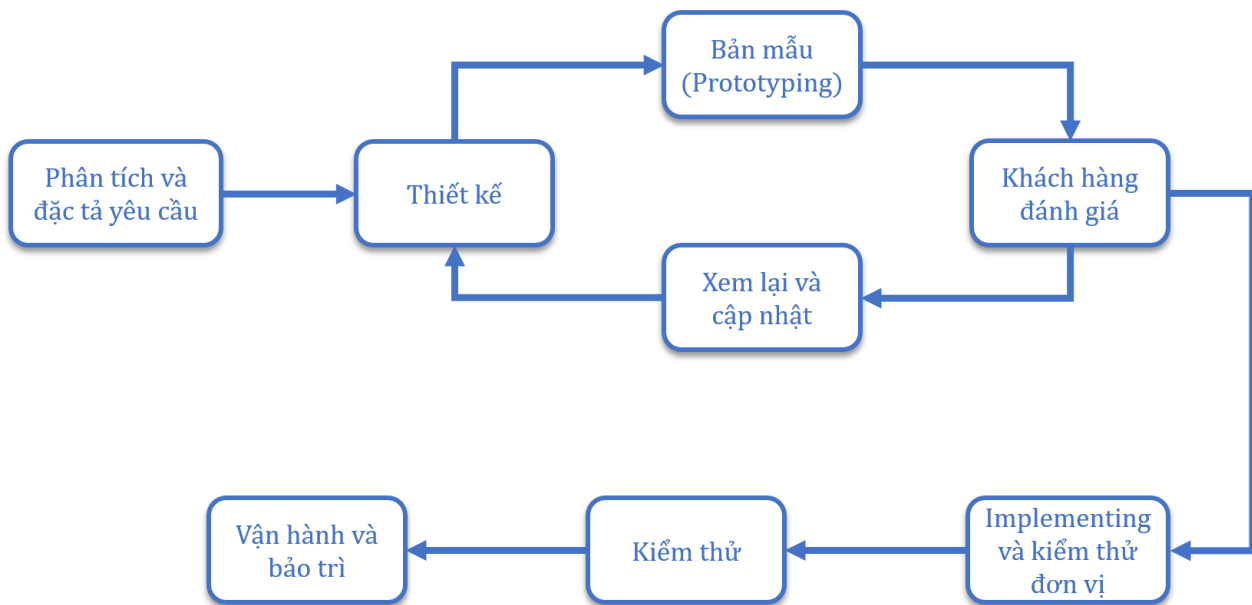 Bản mẫu
(Prototyping)
Phân tích và
đặc tả yêu cầu
Thiết kế
Khách hàng
đánh giá
Xem lại và
cập nhật
Vận hành và
bảo trì
Kiểm thử
Implementing
và kiểm thử
đơn vị